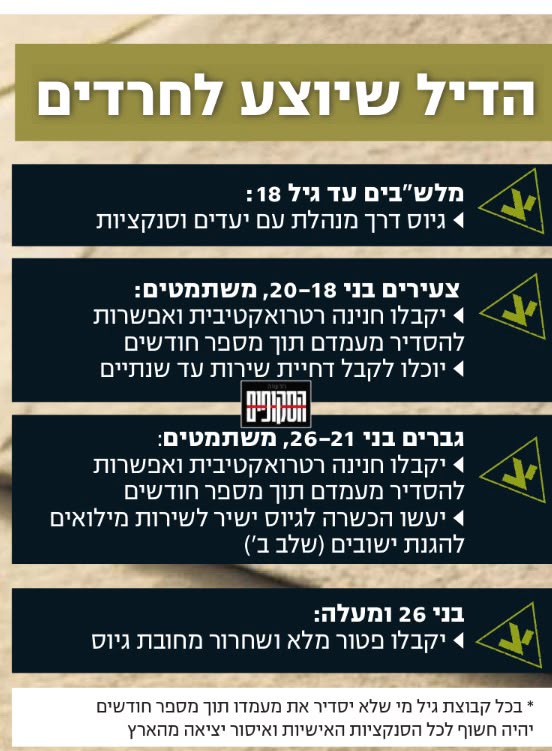 הדיל שיוצע לחרדים
מלש"בים עד גיל 18:
גיוס דרך מנהלת עם יעדים וסנקציות
צעירים בני 18–20, משתמטים:
יקבלו חנינה רטרואקטיבית ואפשרות
להסדיר מעמדם תוך מספר חודשים
יוכלו לקבל דחיית שירות עד שנתיים
הסקופים
גברים בני 21–26, משתמטים:
יקבלו חנינה רטרואקטיבית ואפשרות
להסדיר מעמדם תוך מספר חודשים
יעשו הכשרה לגיוס ישיר לשירות מילואים
להגנת ישובים (שלב ב')
בני 26 ומעלה:
יקבלו פטור מלא ושחרור מחובת גיוס
* בכל קבוצת גיל מי שלא יסדיר את מעמדו תוך מספר חודשים
יהיה חשוף לכל הסנקציות האישיות ואיסור יציאה מהארץ